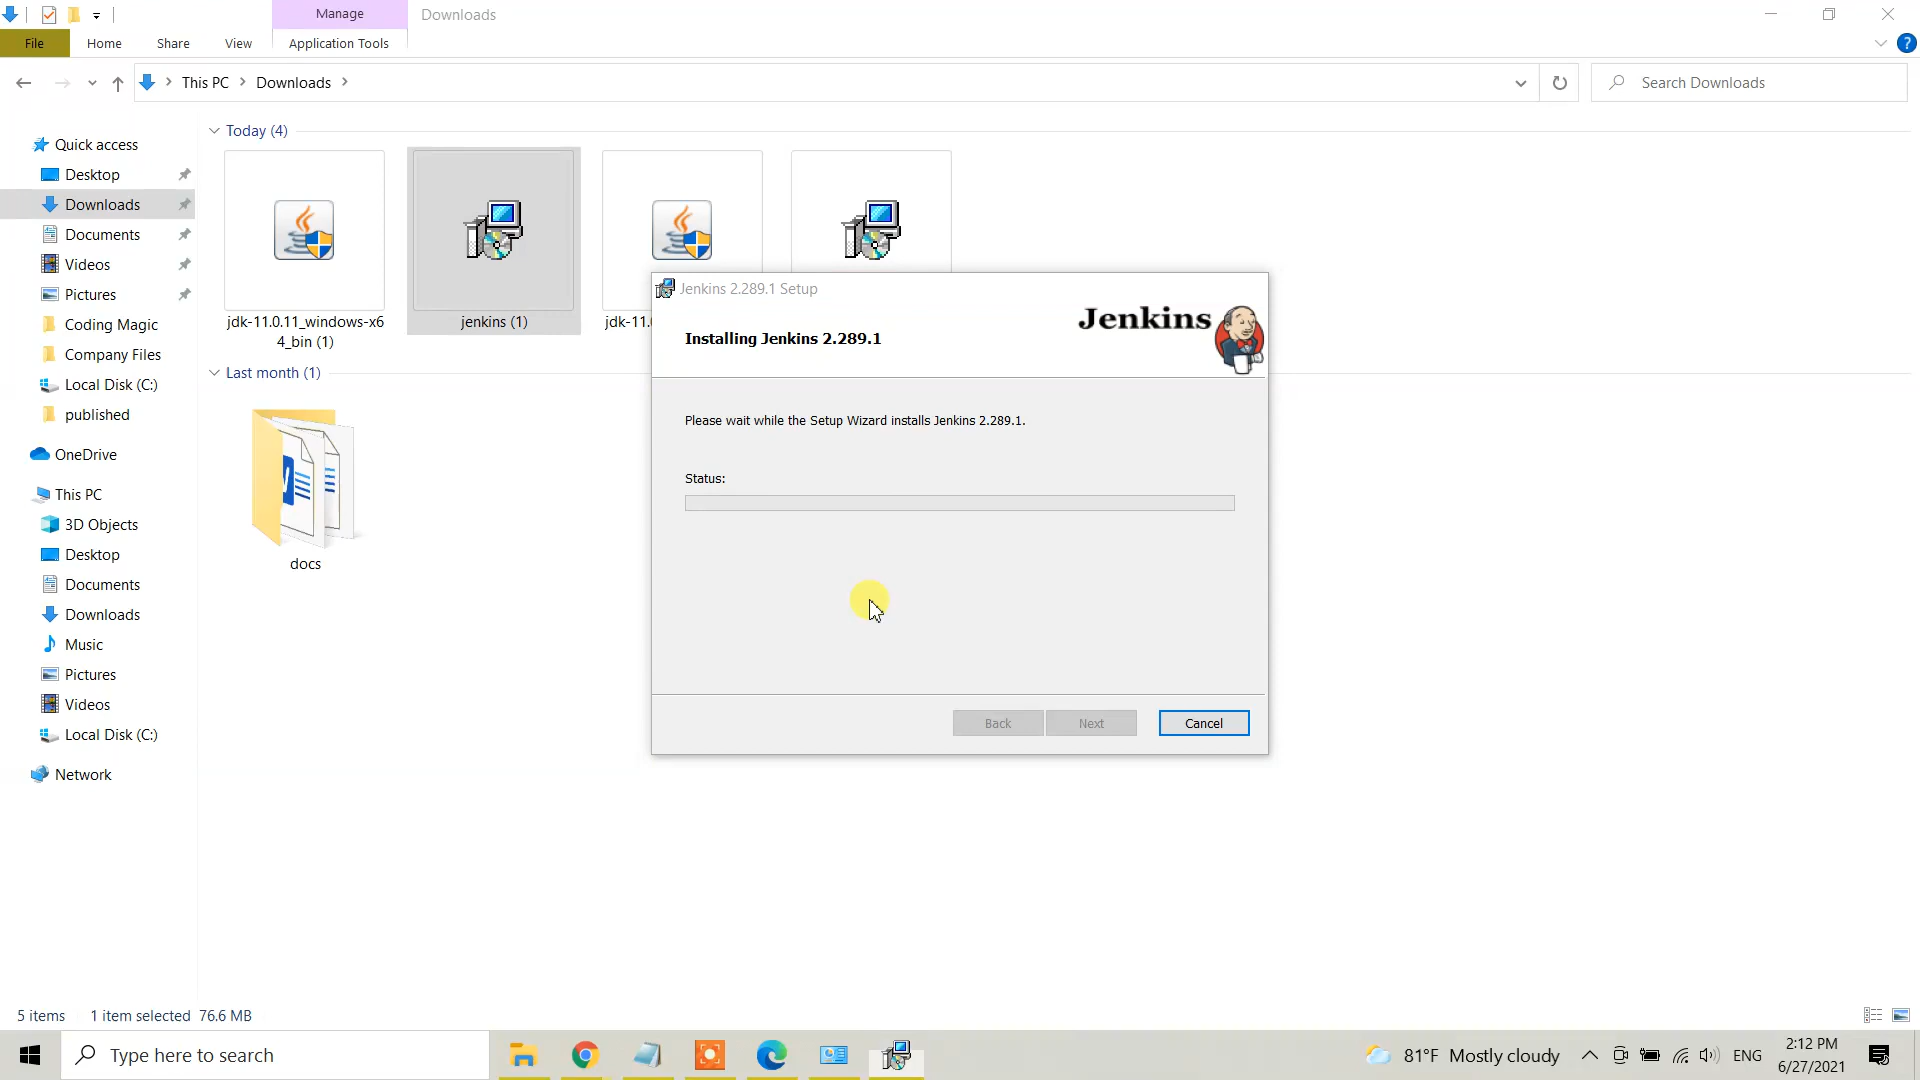 Manage
Downloads
File
Home
Share
View
Application Tools
This PC
Downloads
Search Downloads
Quick access
Desktop
Downloads
Documents
Videos
Pictures
Coding Magic
Company Files
Local Disk (C:)
published
OneDrive
This PC
3D Objects
Desktop
Documents
Downloads
Music
Pictures
Videos
Local Disk (C:)
Network
Today (4)
jdk-11.0.11_windows-x6
4_bin (1)
jenkins (1)
jdk-11.
Last month (1)
docs
Jenkins 2.289.1 Setup
Installing Jenkins 2.289.1
Jenkins
Please wait while the Setup Wizard installs Jenkins 2.289.1.
Status:
Back
Next
Cancel
5 items
1 item selected 76.6 MB
Type here to search
81°F Mostly cloudy
ENG
2:12 PM
6/27/2021